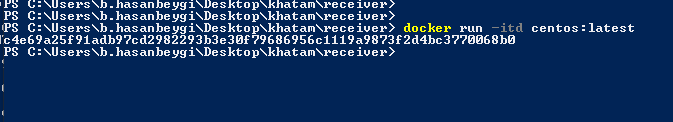 PS C:\Users\b.hasanbeygi\Desktop\khatam\receiver>
PS C:\Users\b.hasanbeygi\Desktop\khatam\receiver>
PS C:\Users\b.hasanbeygi\Desktop\khatam\receiver> docker run -itd centos:latest
7c4e69a25f91adb97cd2982293b3e30f79686956c1119a9873f2d4bc3770068b0
PS C:\Users\b.hasanbeygi\Desktop\khatam\receiver>